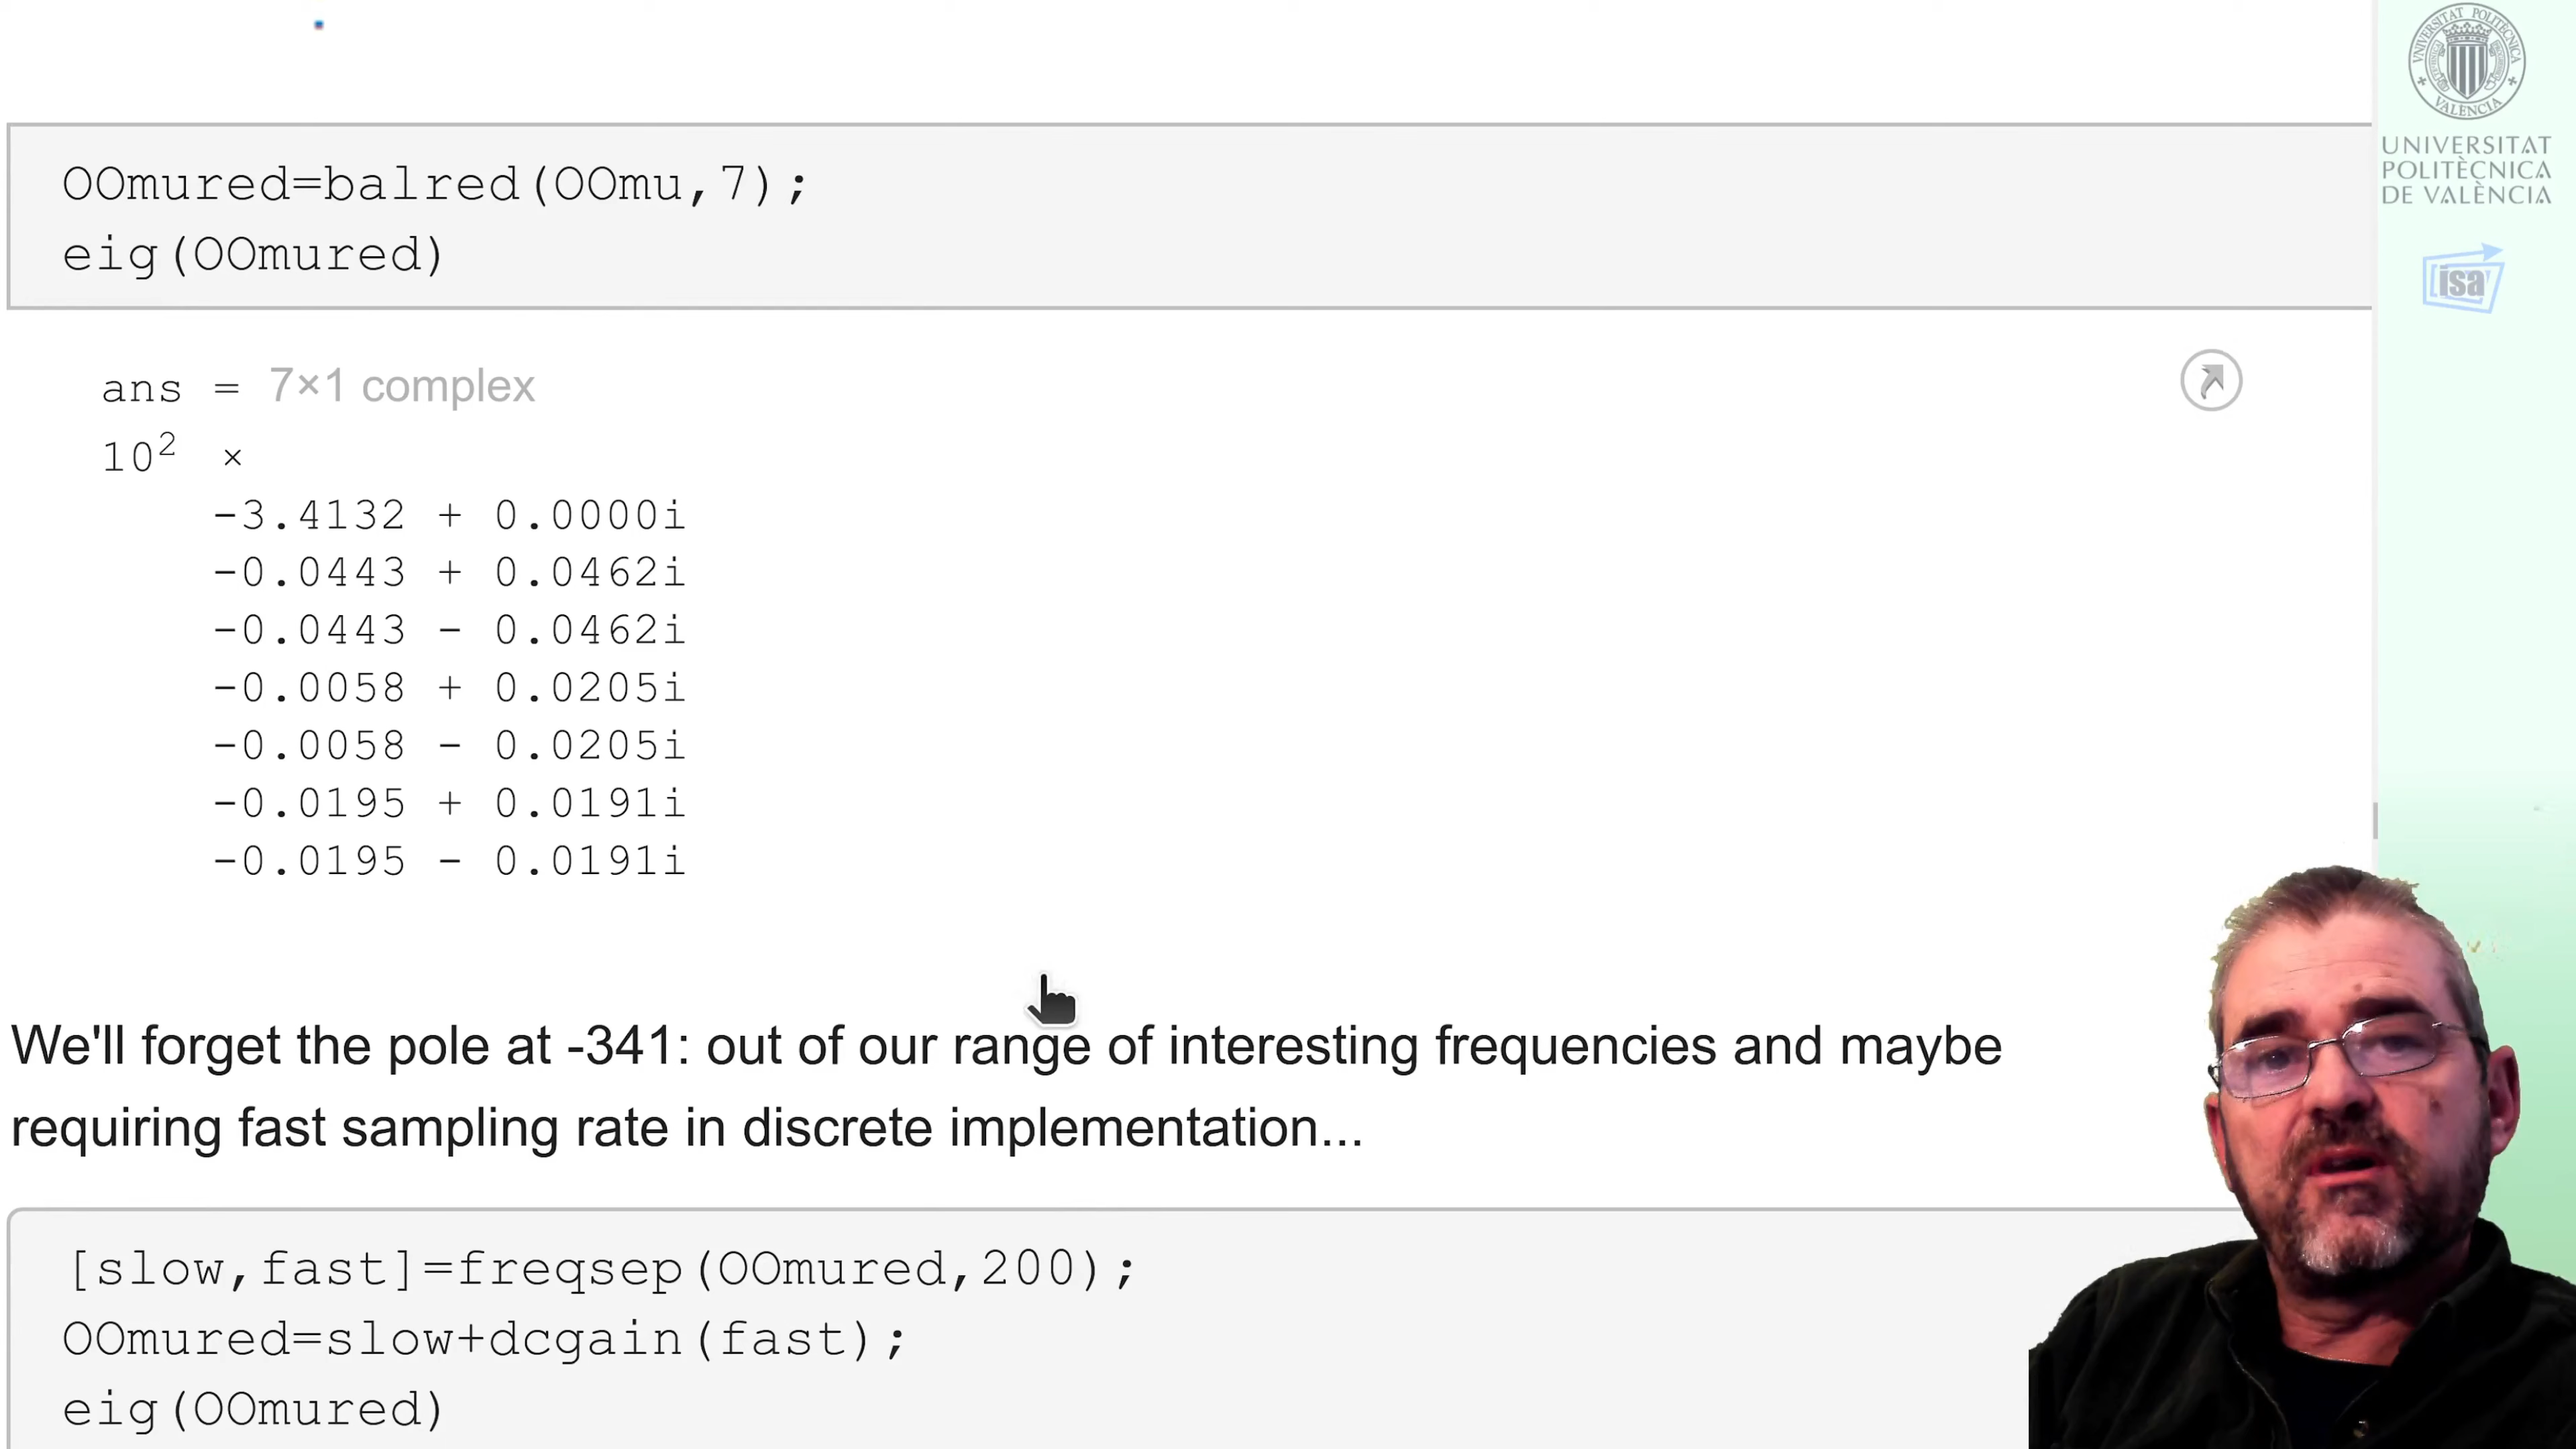 OOmured=balred(OOmu,7);
eig(OOmured)
ans = 7×1 complex
10² ×
-3.4132 + 0.0000i
-0.0443 + 0.0462i
-0.0443 - 0.0462i
-0.0058 + 0.0205i
-0.0058 - 0.0205i
-0.0195 + 0.0191i
-0.0195 - 0.0191i
We'll forget the pole at -341: out of our range of interesting frequencies and maybe
requiring fast sampling rate in discrete implementation...
[slow,fast]=freqsep(OOmured,200);
OOmured=slow+dcgain(fast);
eig(OOmured)
UNIVERSITAT POLITÈCNICA
VALÈNCIA
UNIVERSITAT
POLITÈCNICA
DE VALÈNCIA
isa